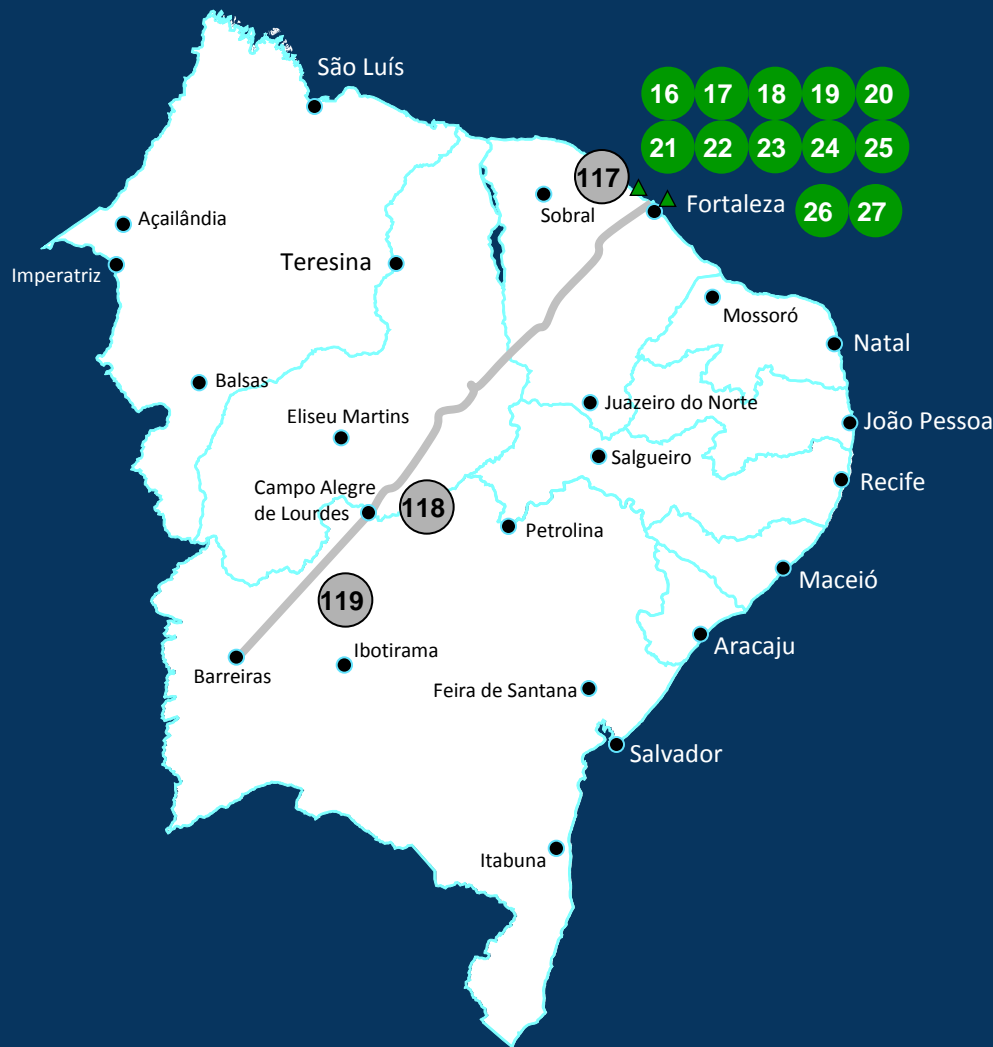 São Luís
16 17 18 19 20
21 22 23 24 25
117
Sobral
Fortaleza
26 27
Açailândia
Imperatriz
Teresina
Mossoró
Natal
Balsas
Eliseu Martins
Juazeiro do Norte
João Pessoa
Salgueiro
Recife
Campo Alegre
de Lourdes
118
Petrolina
Maceió
119
Aracaju
Ibotirama
Barreiras
Feira de Santana
Salvador
Itabuna